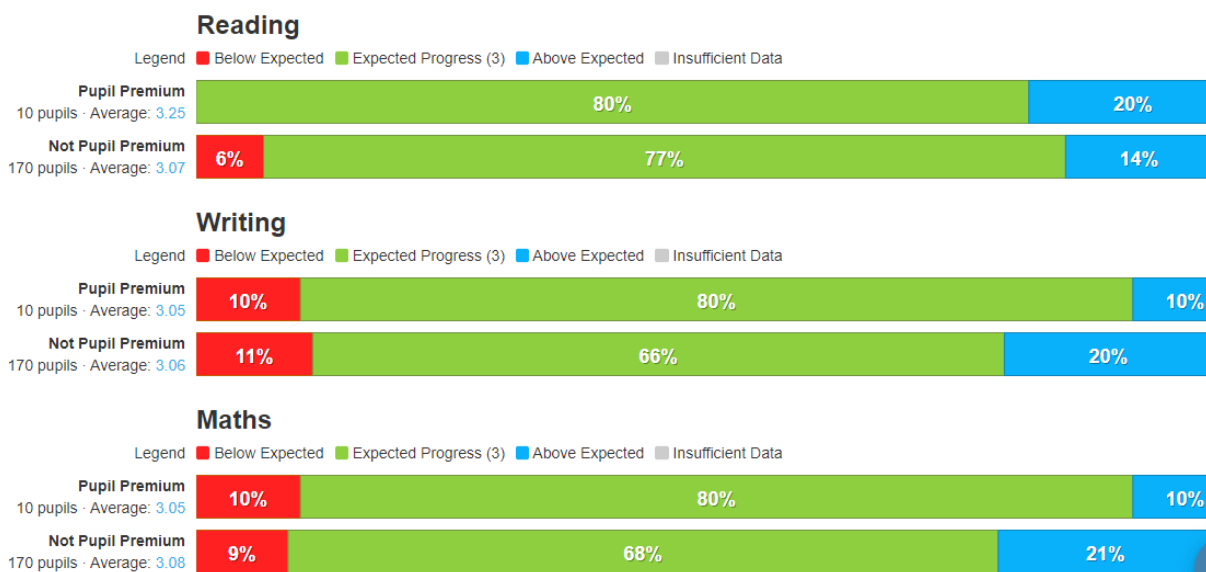 Reading
Legend Below Expected Expected Progress (3) Above Expected Insufficient Data
Pupil Premium
10 pupils · Average: 3.25
80% 20%
Not Pupil Premium
170 pupils · Average: 3.07
6% 77% 14%
Writing
Legend Below Expected Expected Progress (3) Above Expected Insufficient Data
Pupil Premium
10 pupils · Average: 3.05
10% 80% 10%
Not Pupil Premium
170 pupils · Average: 3.06
11% 66% 20%
Maths
Legend Below Expected Expected Progress (3) Above Expected Insufficient Data
Pupil Premium
10 pupils · Average: 3.05
10% 80% 10%
Not Pupil Premium
170 pupils · Average: 3.08
9% 68% 21%